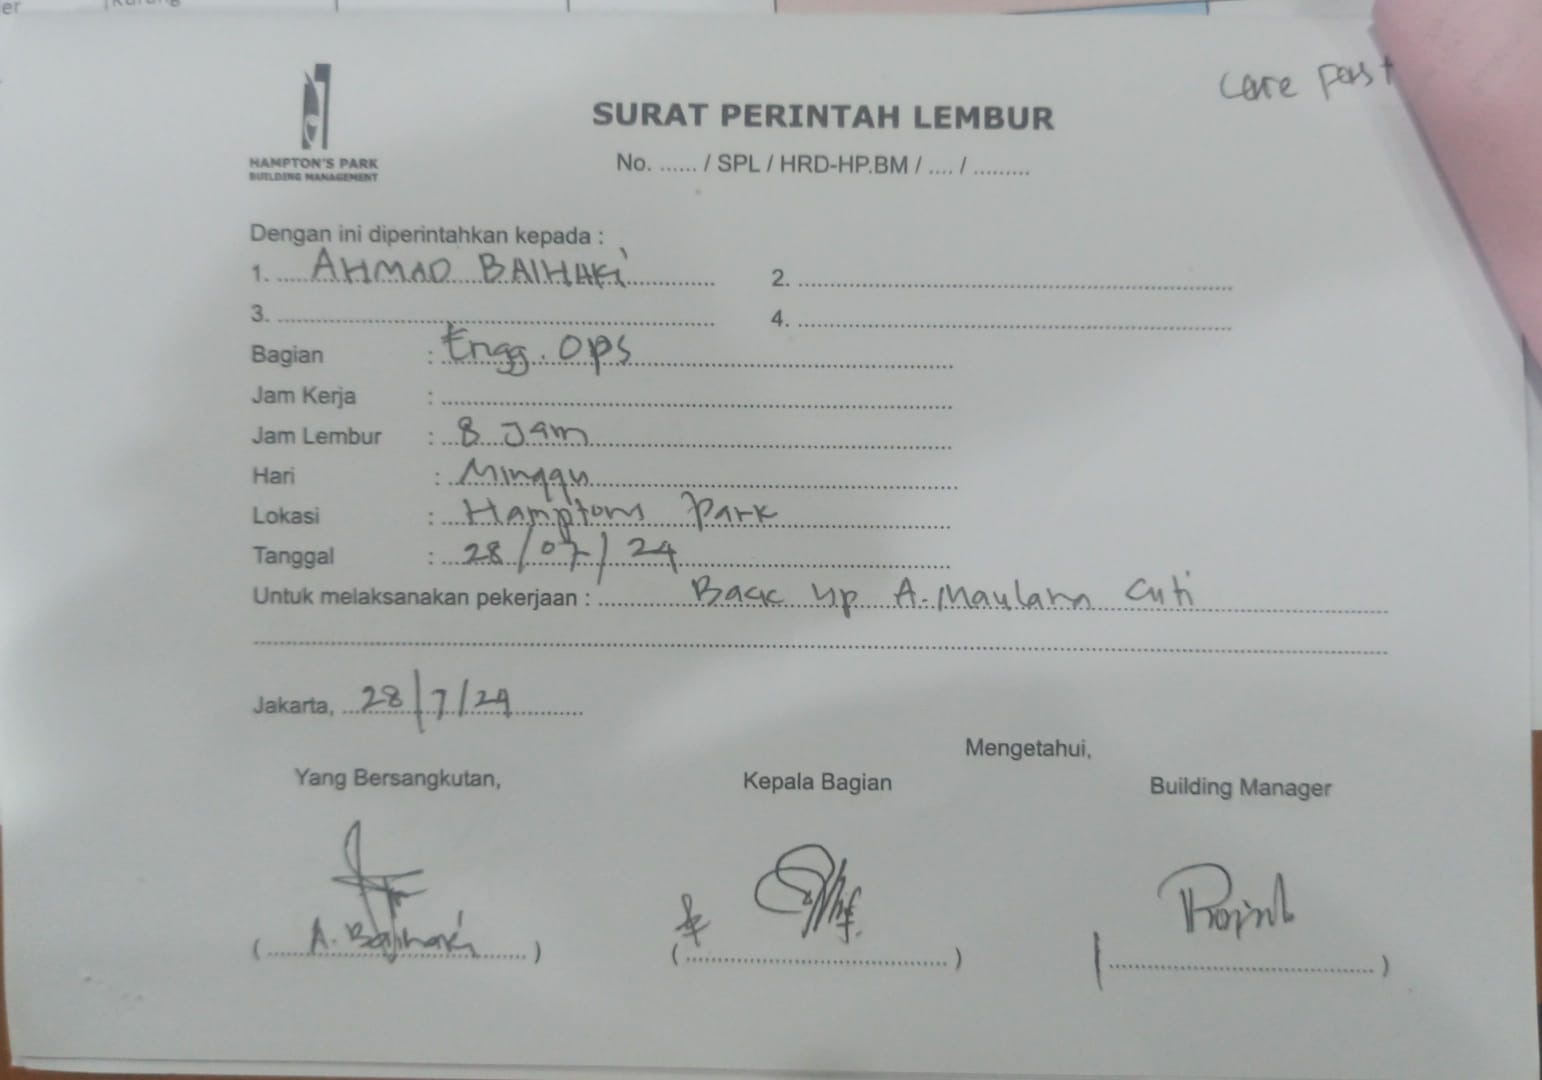 Care Fast
HAMPTON'S PARK
BUILDING MANAGEMENT
SURAT PERINTAH LEMBUR
No. ...... / SPL / HRD-HP.BM / .... / .........
Dengan ini diperintahkan kepada :
1. AHMAD BAIHAKI 2.
3. 4.
Bagian : Engg. Ops
Jam Kerja :
Jam Lembur : 8 Jam
Hari : Minggu
Lokasi : Hamptons Park
Tanggal : 28/07/24
Untuk melaksanakan pekerjaan : Back up A. Maulana Cuti
Jakarta, 28/7/24
Mengetahui,
Yang Bersangkutan, Kepala Bagian Building Manager
( A. Baihaki ) ( ) ( )